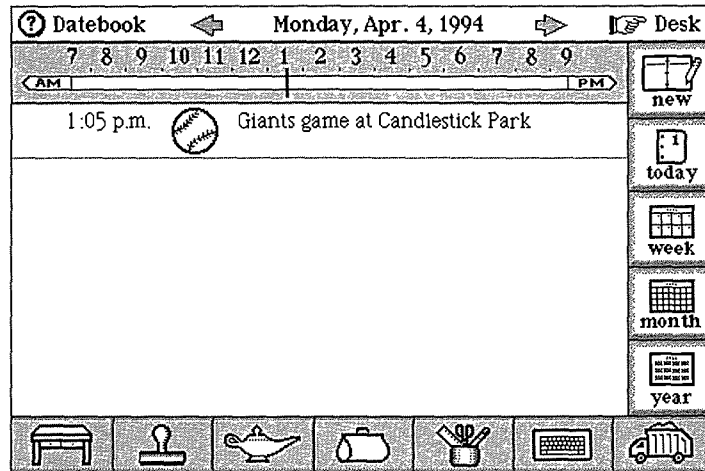 ? Datebook Monday, Apr. 4, 1994 Desk
7 8 9 10 11 12 1 2 3 4 5 6 7 8 9
AM PM
new
1:05 p.m. Giants game at Candlestick Park
1
today
week
month
year